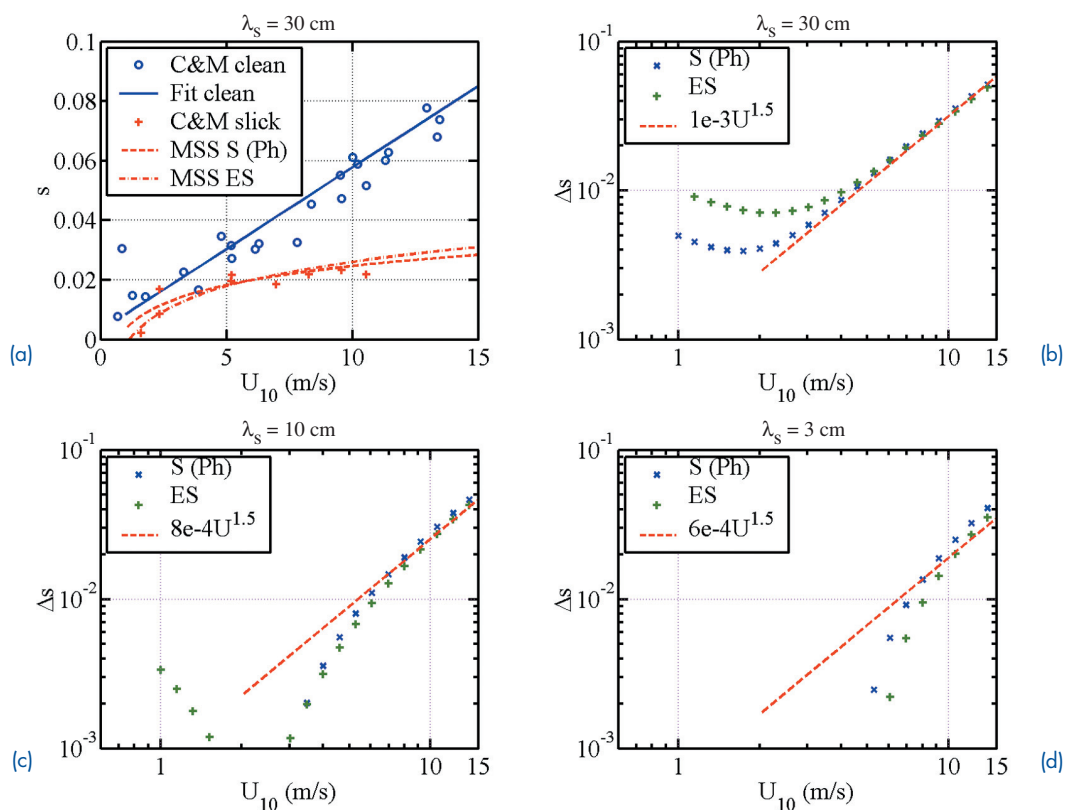 λs = 30 cm
0.1
0.08
0.06
0.04
0.02
0
s
C&M clean
Fit clean
C&M slick
MSS S (Ph)
MSS ES
0 5 10 15
U10 (m/s)
(a)
λs = 30 cm
10-1
10-2
10-3
Δs
S (Ph)
ES
1e-3U1.5
1 10 15
U10 (m/s)
(b)
λs = 10 cm
10-1
10-2
10-3
Δs
S (Ph)
ES
8e-4U1.5
1 10 15
U10 (m/s)
(c)
λs = 3 cm
10-1
10-2
10-3
Δs
S (Ph)
ES
6e-4U1.5
1 10 15
U10 (m/s)
(d)